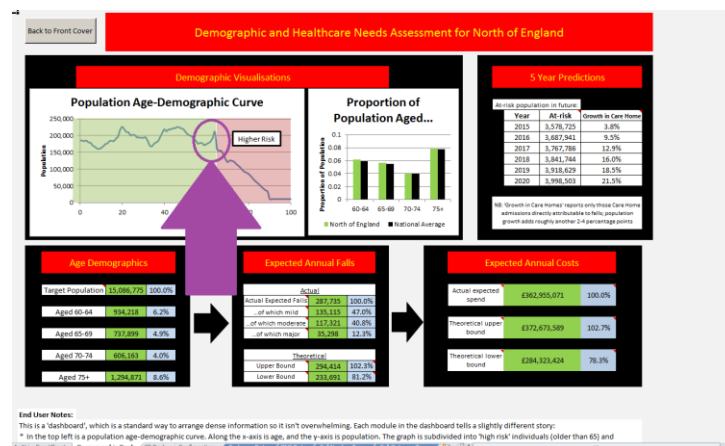 Back to Front Cover
Demographic and Healthcare Needs Assessment for North of England
Demographic Visualisations
Population Age-Demographic Curve
250,000
200,000
150,000
100,000
50,000
0
Population
Higher Risk
0 20 40 60 80 100
Proportion of
Population Aged...
0.1
0.08
0.06
0.04
0.02
0
Proportion of Population
60-64 65-69 70-74 75+
North of England National Average
5 Year Predictions
At-risk population in future:
Year At-risk Growth in Care Home
2015 3,578,725 3.8%
2016 3,687,941 9.5%
2017 3,767,786 12.9%
2018 3,841,744 16.0%
2019 3,918,629 18.5%
2020 3,998,503 21.5%
NB: 'Growth in Care Homes' reports only those Care Home
admissions directly attributable to falls; population
growth adds roughly another 2-4 percentage points
Age Demographics
Target Population 15,086,775 100.0%
Aged 60-64 934,218 6.2%
Aged 65-69 737,899 4.9%
Aged 70-74 606,163 4.0%
Aged 75+ 1,294,871 8.6%
Expected Annual Falls
Actual
Actual Expected Falls 287,735 100.0%
...of which mild 135,115 47.0%
...of which moderate 117,321 40.8%
...of which major 35,298 12.3%
Theoretical
Upper Bound 294,414 102.3%
Lower Bound 233,691 81.2%
Expected Annual Costs
Actual expected
spend £362,955,071 100.0%
Theoretical upper
bound £372,673,589 102.7%
Theoretical lower
bound £284,323,424 78.3%
End User Notes:
This is a 'dashboard', which is a standard way to arrange dense information so it isn't overwhelming. Each module in the dashboard tells a slightly different story:
* In the top left is a population age-demographic curve. Along the x-axis is age, and the y-axis is population. The graph is subdivided into 'high risk' individuals (older than 65) and